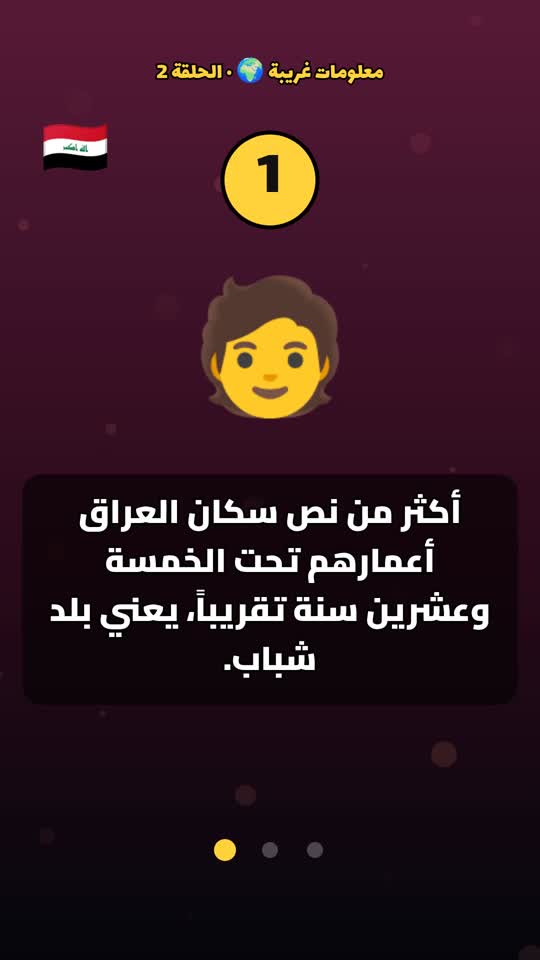 معلومات غريبة 🌍 · الحلقة 2
1
أكثر من نص سكان العراق
أعمارهم تحت الخمسة
وعشرين سنة تقريباً، يعني بلد
شباب.